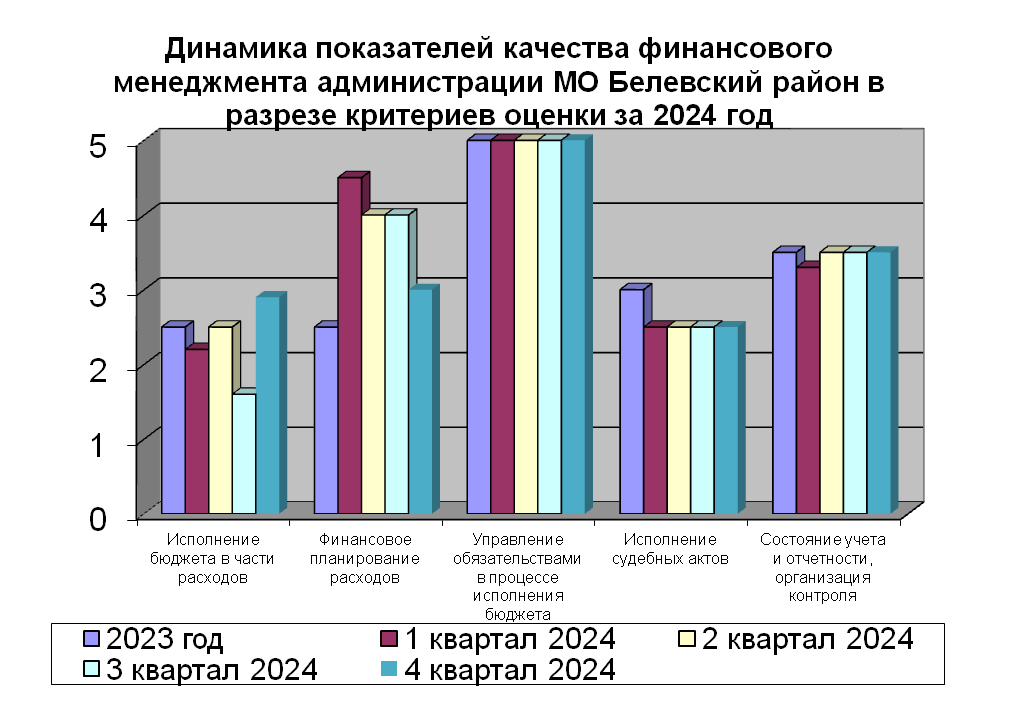 Динамика показателей качества финансового
менеджмента администрации МО Белевский район в
разрезе критериев оценки за 2024 год
5
4
3
2
1
0
Исполнение
бюджета в части
расходов
Финансовое
планирование
расходов
Управление
обязательствами
в процессе
исполнения
бюджета
Исполнение
судебных актов
Состояние учета
и отчетности,
организация
контроля
2023 год
1 квартал 2024
2 квартал 2024
3 квартал 2024
4 квартал 2024